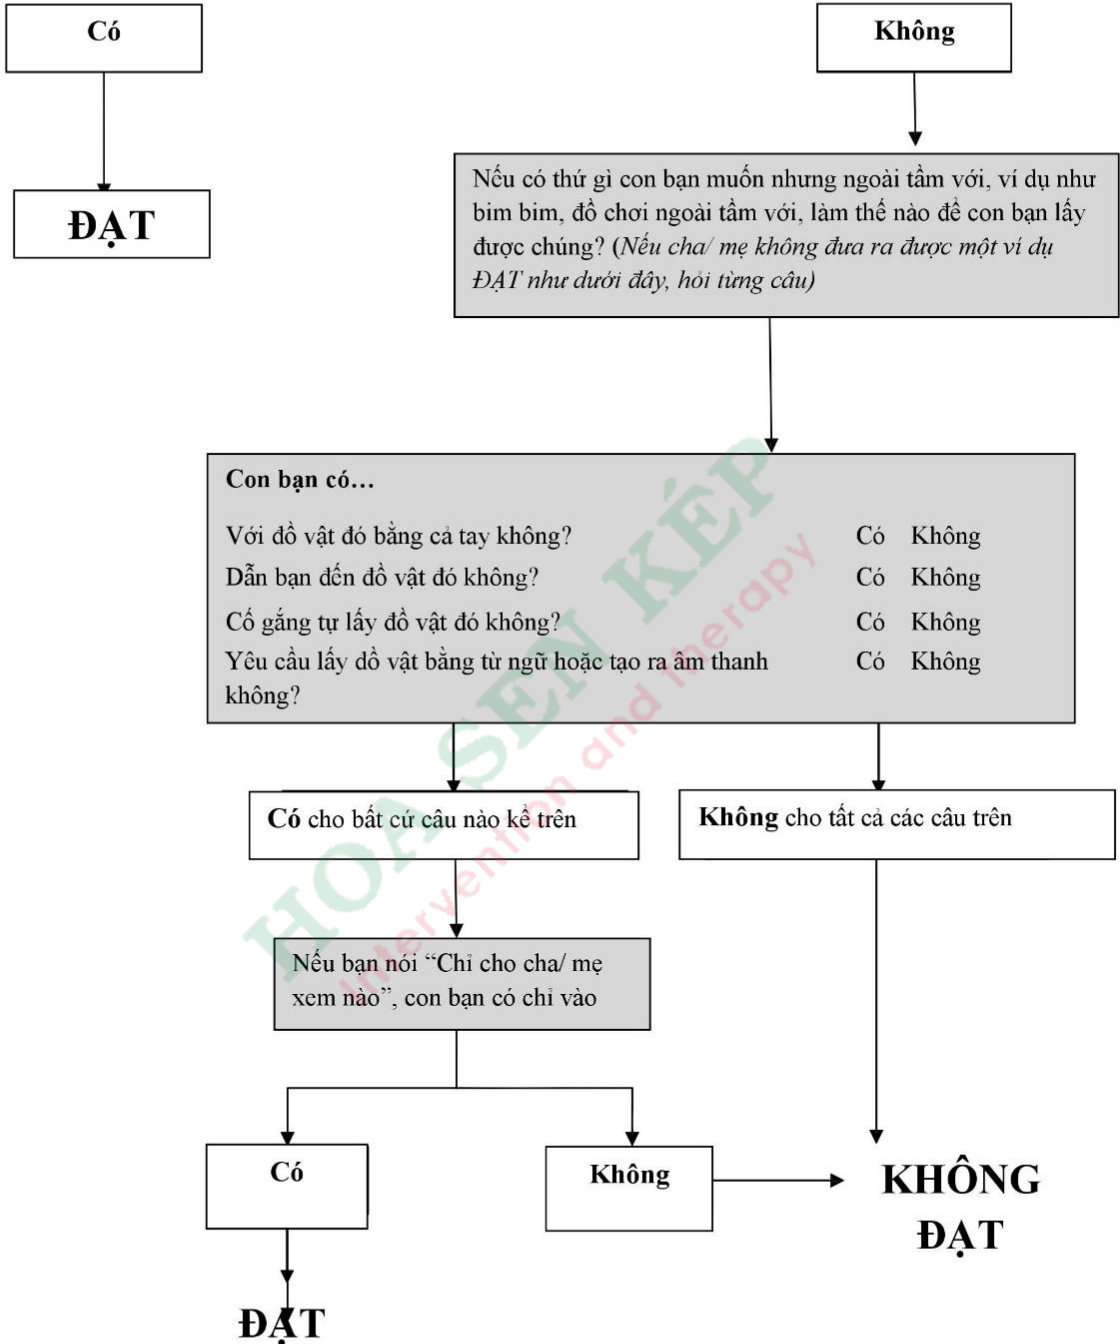 Có
Không
ĐẠT
Nếu có thứ gì con bạn muốn nhưng ngoài tầm với, ví dụ như
bim bim, đồ chơi ngoài tầm với, làm thế nào để con bạn lấy
được chúng? (Nếu cha/ mẹ không đưa ra được một ví dụ
ĐẠT như dưới đây, hỏi từng câu)
Con bạn có…
Với đồ vật đó bằng cả tay không? Có Không
Dẫn bạn đến đồ vật đó không? Có Không
Cố gắng tự lấy đồ vật đó không? Có Không
Yêu cầu lấy dồ vật bằng từ ngữ hoặc tạo ra âm thanh Có Không
không?
HOA SEN KÉP
Intervention and therapy
Có cho bất cứ câu nào kể trên
Không cho tất cả các câu trên
Nếu bạn nói “Chỉ cho cha/ mẹ
xem nào”, con bạn có chỉ vào
Có
Không
KHÔNG
ĐẠT
ĐẠT